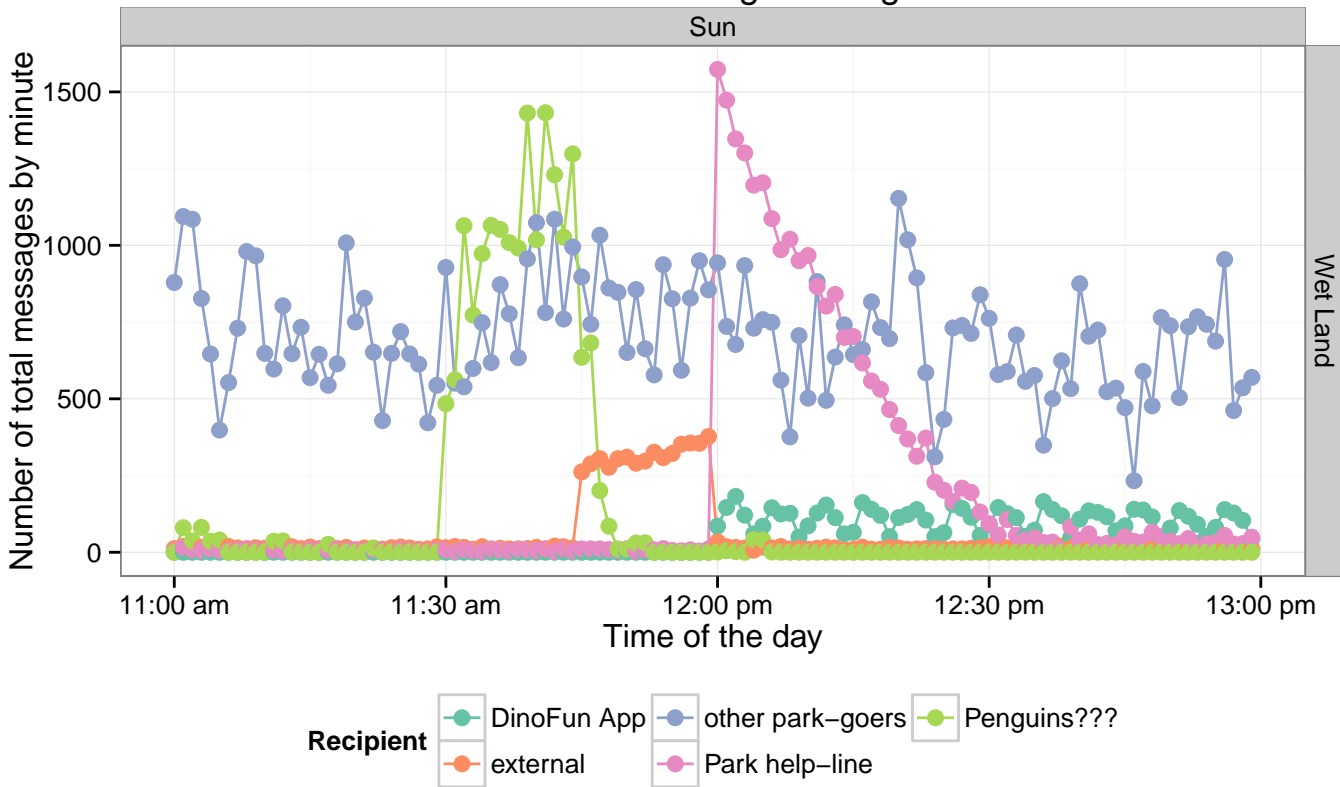 Sun
Wet Land
Number of total messages by minute
1500
1000
500
0
11:00 am
11:30 am
12:00 pm
12:30 pm
13:00 pm
Time of the day
Recipient
DinoFun App
other park−goers
Penguins???
external
Park help−line